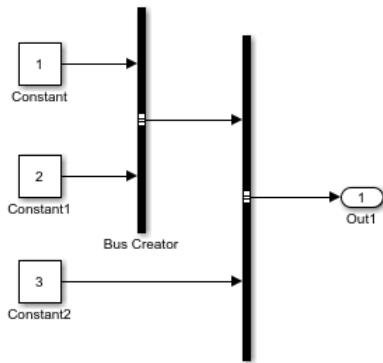 1
Constant
2
Constant1
Bus Creator
3
Constant2
1
Out1